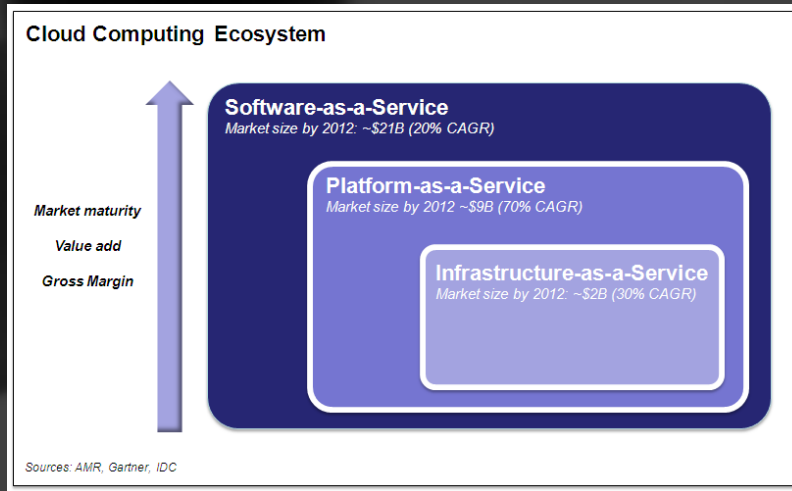 Cloud Computing Ecosystem
Software-as-a-Service
Market size by 2012: ~$21B (20% CAGR)
Platform-as-a-Service
Market size by 2012 ~$9B (70% CAGR)
Market maturity
Value add
Gross Margin
Infrastructure-as-a-Service
Market size by 2012: ~$2B (30% CAGR)
Sources: AMR, Gartner, IDC